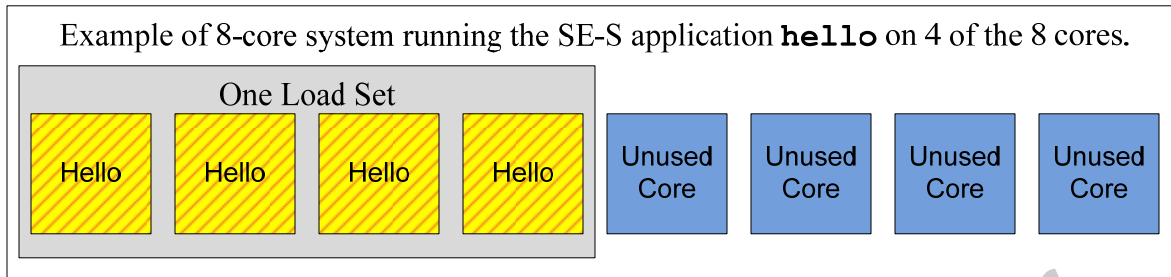 Example of 8-core system running the SE-S application hello on 4 of the 8 cores.
One Load Set
Hello
Hello
Hello
Hello
Unused
Core
Unused
Core
Unused
Core
Unused
Core